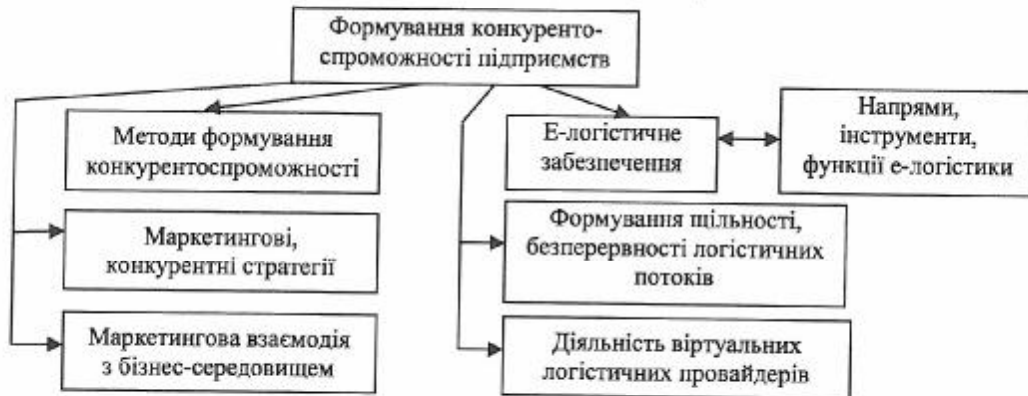 Формування конкуренто-
спроможності підприємств
Методи формування
конкурентоспроможності
Е-логістичне
забезпечення
Напрями,
інструменти,
функції е-логістики
Маркетингові,
конкурентні стратегії
Формування щільності,
безперервності логістичних
потоків
Маркетингова взаємодія
з бізнес-середовищем
Діяльність віртуальних
логістичних провайдерів